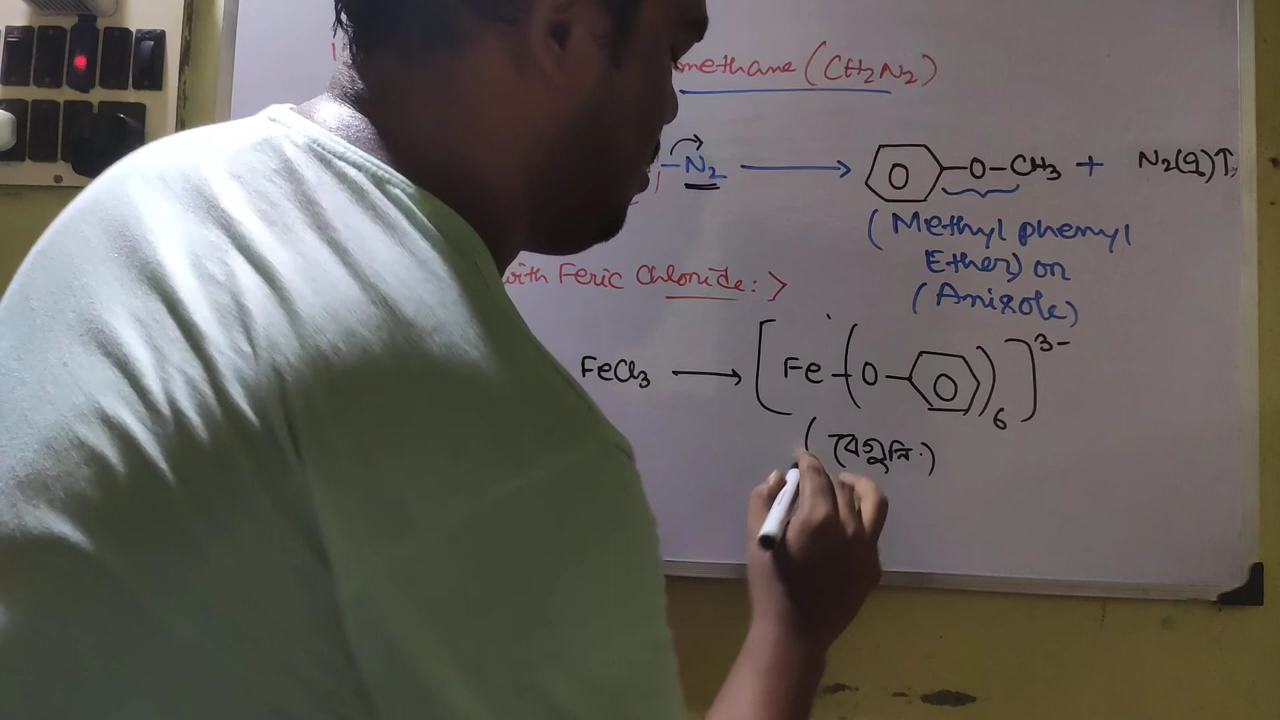 methane (CH2N2)
-N2 ⟶ O-O-CH3 + N2(g)↑
(Methyl phenyl
Ether) or
(Anisole)
with Feric Chloride:>
FeCl3 ⟶ [Fe-(O-O)6]3-
(বেগুনি.)